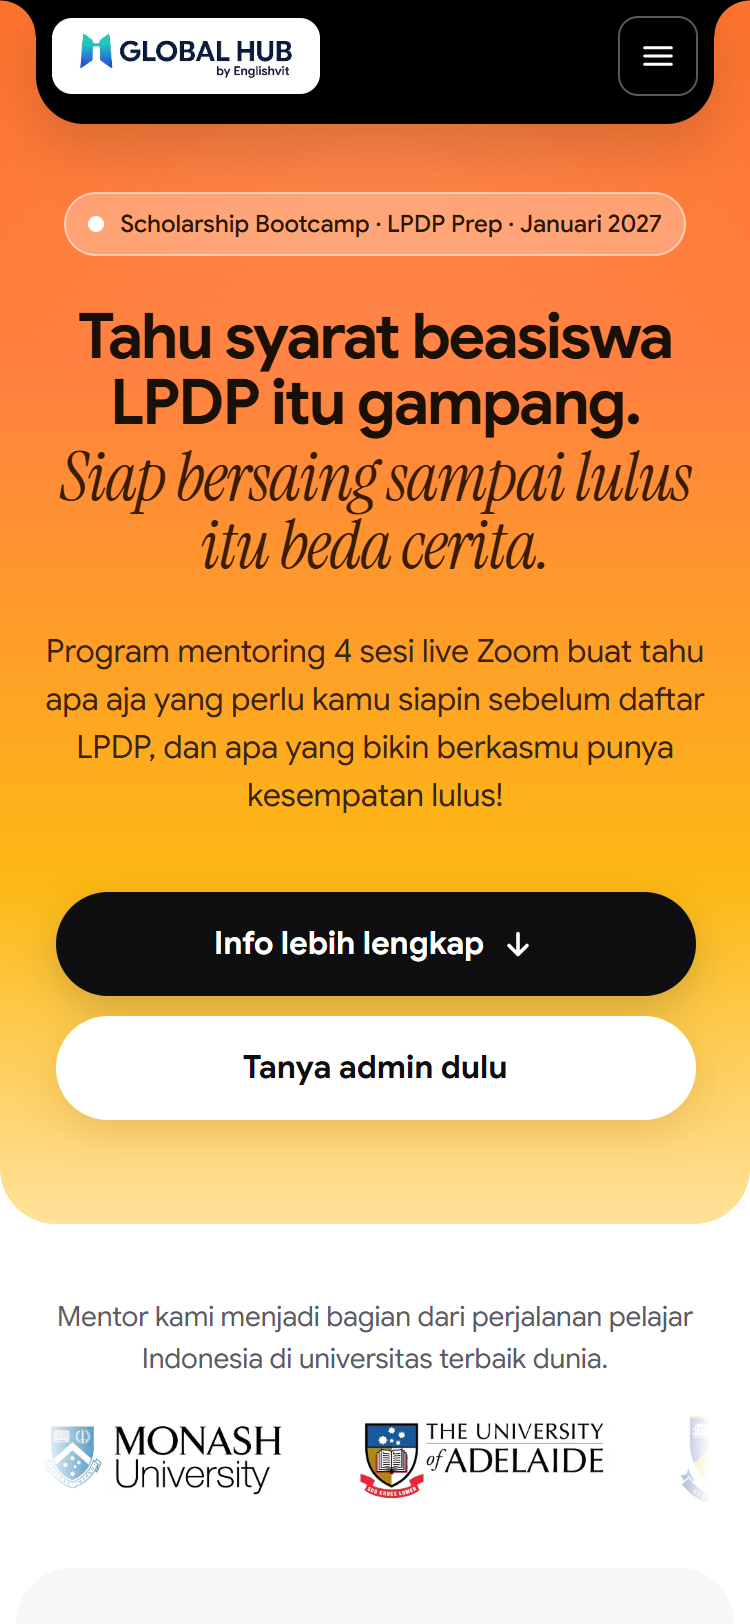 GLOBAL HUB
by Englishvit
Scholarship Bootcamp · LPDP Prep · Januari 2027
Tahu syarat beasiswa
LPDP itu gampang.
Siap bersaing sampai lulus
itu beda cerita.
Program mentoring 4 sesi live Zoom buat tahu
apa aja yang perlu kamu siapin sebelum daftar
LPDP, dan apa yang bikin berkasmu punya
kesempatan lulus!
Info lebih lengkap ↓
Tanya admin dulu
Mentor kami menjadi bagian dari perjalanan pelajar
Indonesia di universitas terbaik dunia.
MONASH
University
THE UNIVERSITY
of ADELAIDE
SUB CRUCE LUMEN